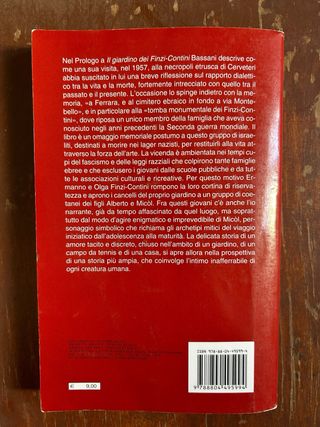 Nel Prologo a Il giardino dei Finzi-Contini Bassani descrive co-
me una sua visita, nel 1957, alla necropoli etrusca di Cerveteri
abbia suscitato in lui una breve riflessione sul rapporto dialetti-
co tra la vita e la morte, fortemente intrecciato con quello tra il
passato e il presente. L'occasione lo spinge indietro con la me-
moria, «a Ferrara, e al cimitero ebraico in fondo a via Monte-
bello», e in particolare alla «tomba monumentale dei Finzi-Con-
tini», dove riposa un unico membro della famiglia che aveva co-
nosciuto negli anni precedenti la Seconda guerra mondiale. Il
libro è un omaggio memoriale postumo a questo gruppo di israe-
liti, destinati a morire nei lager nazisti, per restituirli alla vita at-
traverso la forza dell'arte. La vicenda è ambientata nei tempi cu-
pi del fascismo e delle leggi razziali che colpirono tante famiglie
ebree e che esclusero i giovani dalle scuole pubbliche e da tut-
te le associazioni culturali e ricreative. Per questo motivo Er-
manno e Olga Finzi-Contini rompono la loro cortina di riserva-
tezza e aprono i cancelli del proprio giardino a un gruppo di coe-
tanei dei figli Alberto e Micòl. Fra questi giovani c'è anche l'io
narrante, già da tempo affascinato da quel luogo, ma soprat-
tutto dal modo d'agire enigmatico e imprevedibile di Micòl, per-
sonaggio simbolico che richiama gli archetipi mitici del viaggio
iniziatico dall'adolescenza alla maturità. La delicata storia di un
amore tacito e discreto, chiuso nell'ambito di un giardino, di un
campo da tennis e di una casa, si apre allora nella prospettiva
di una storia più ampia, che coinvolge l'intimo inafferrabile di
ogni creatura umana.
€ 9,00
ISBN 978-88-04-49599-4
9 788804 495994